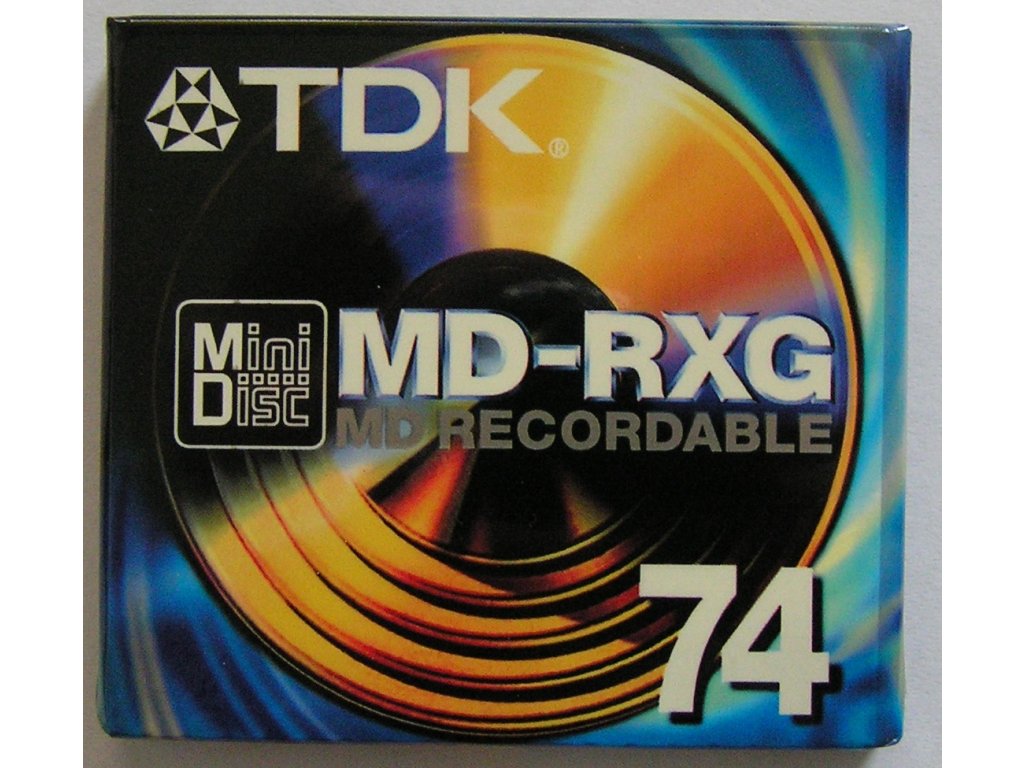 TDK®
Mini
Disc
MD-RXG
MD RECORDABLE
74